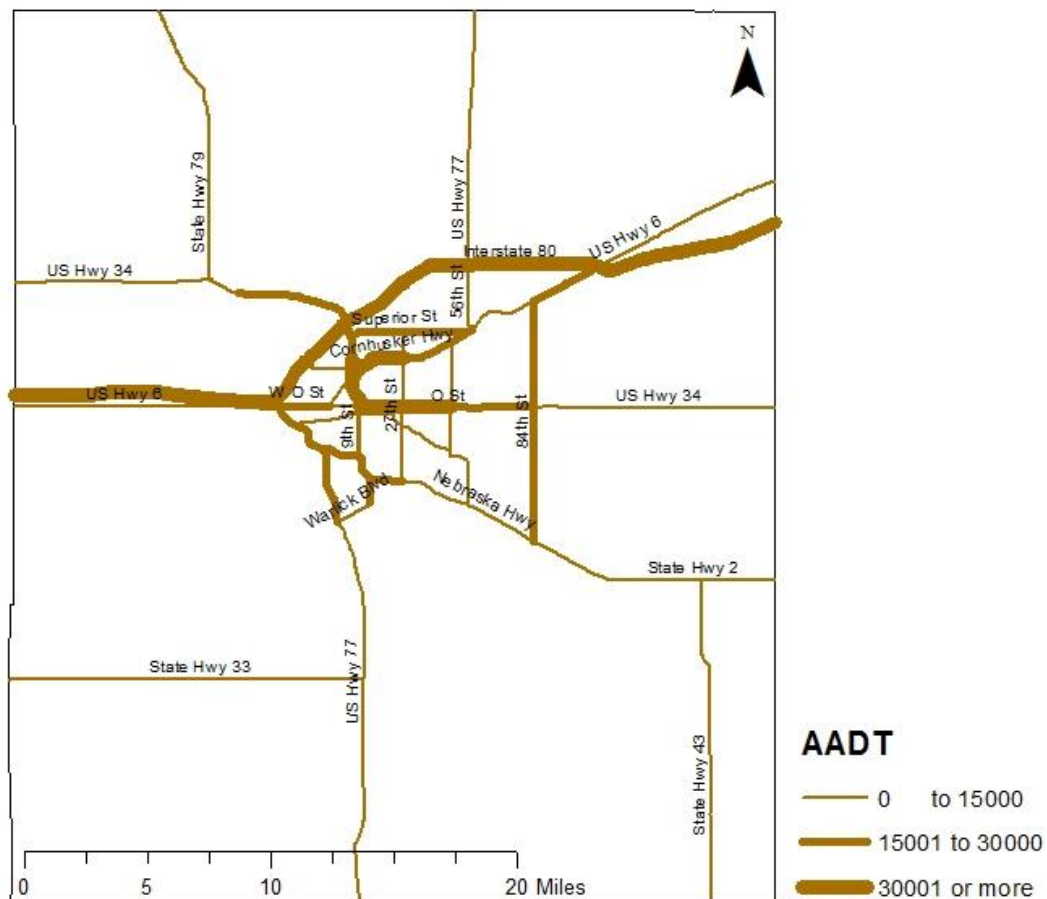 N
State Hwy 79
US Hwy 77
US Hwy 6
Interstate 80
US Hwy 34
56th St
Superior St
Cornhusker Hwy
US Hwy 6
W O St
9th St
27th St
O St
84th St
US Hwy 34
Warlick Blvd
Nebraska Hwy
State Hwy 2
State Hwy 33
US Hwy 77
State Hwy 43
AADT
0 to 15000
15001 to 30000
30001 or more
0 5 10 20 Miles